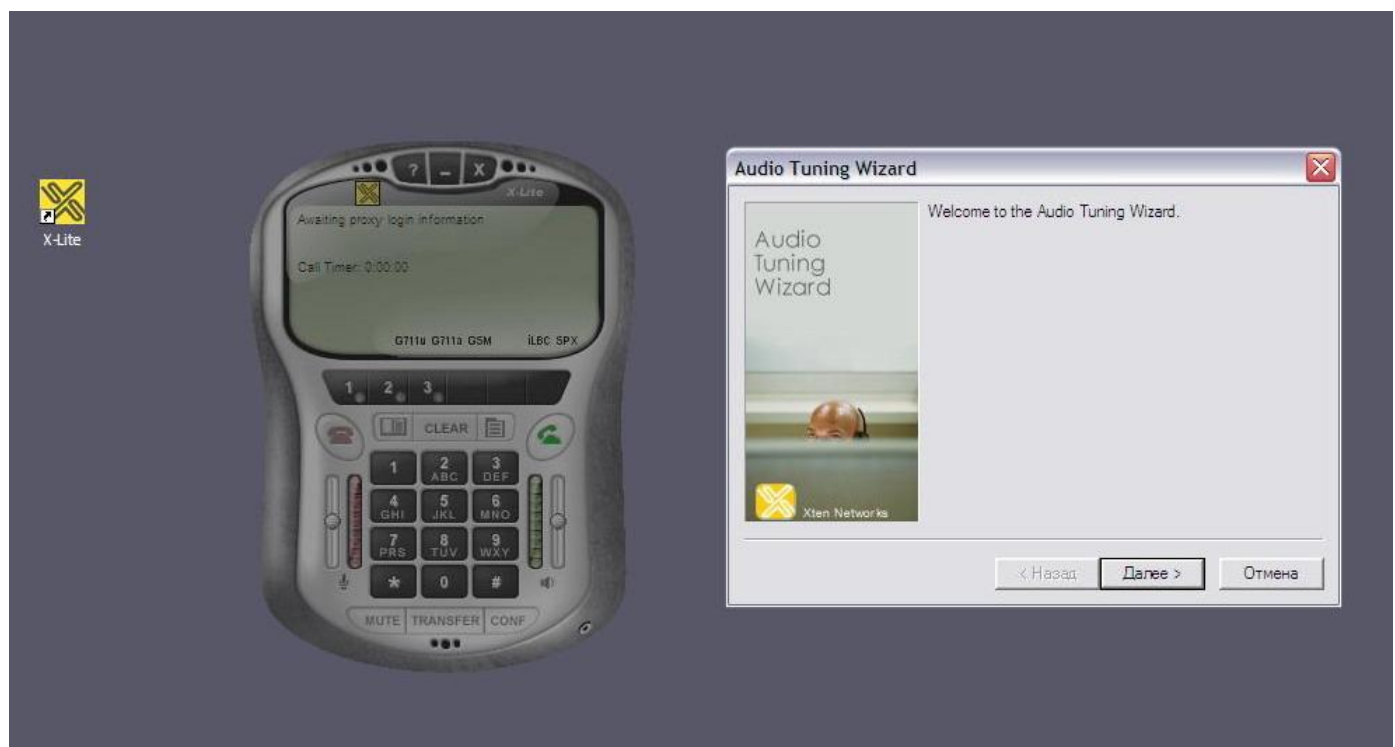 X-Lite
? – X
X-Lite
Awaiting proxy login information
Call Timer: 0:00:00
G711u G711a GSM iLBC SPX
1 2 3
CLEAR
1 2 3
ABC DEF
4 5 6
GHI JKL MNO
7 8 9
PRS TUV WXY
* 0 #
MUTE TRANSFER CONF
Audio Tuning Wizard
Welcome to the Audio Tuning Wizard.
Audio
Tuning
Wizard
Xten Networks
< Назад Далее > Отмена